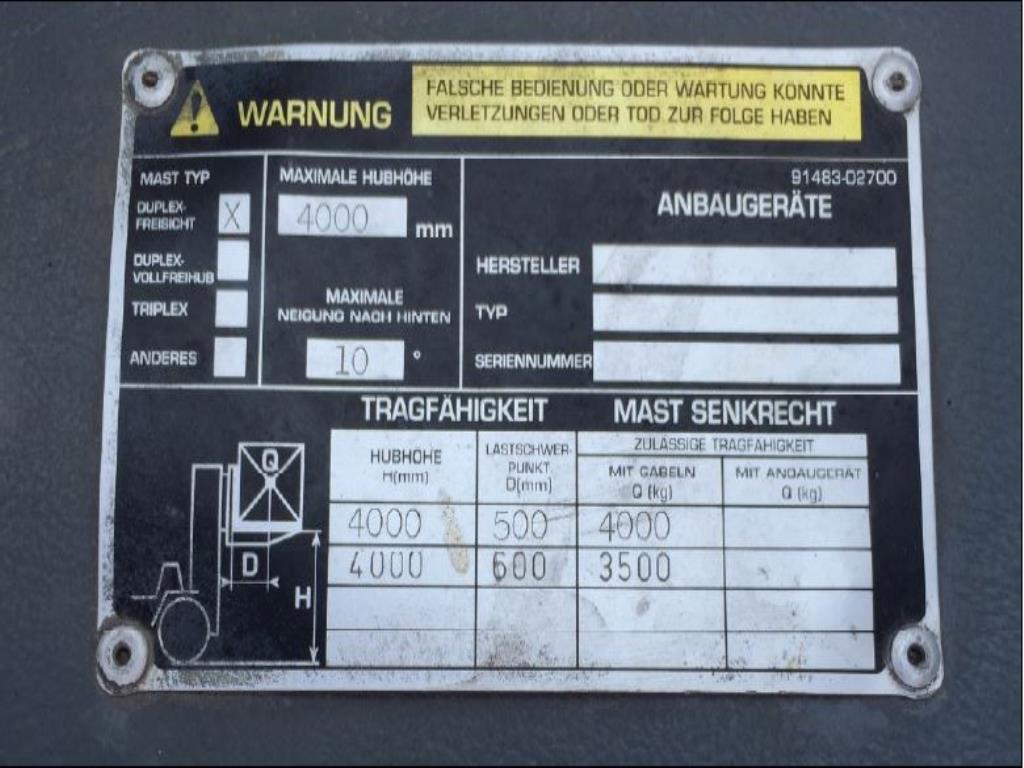 WARNUNG
FALSCHE BEDIENUNG ODER WARTUNG KÖNNTE
VERLETZUNGEN ODER TOD ZUR FOLGE HABEN
MAST TYP
DUPLEX-
FREISICHT
X
DUPLEX-
VOLLFREIHUB
TRIPLEX
ANDERES
MAXIMALE HUBHÖHE
4000
mm
MAXIMALE
NEIGUNG NACH HINTEN
10 °
91483-02700
ANBAUGERÄTE
HERSTELLER
TYP
SERIENNUMMER
TRAGFÄHIGKEIT MAST SENKRECHT
Q
D
H
HUBHÖHE
H(mm)
LASTSCHWER-
PUNKT
D(mm)
ZULÄSSIGE TRAGFÄHIGKEIT
MIT GABELN
Q (kg)
MIT ANBAUGERÄT
Q (kg)
4000 500 4000
4000 600 3500